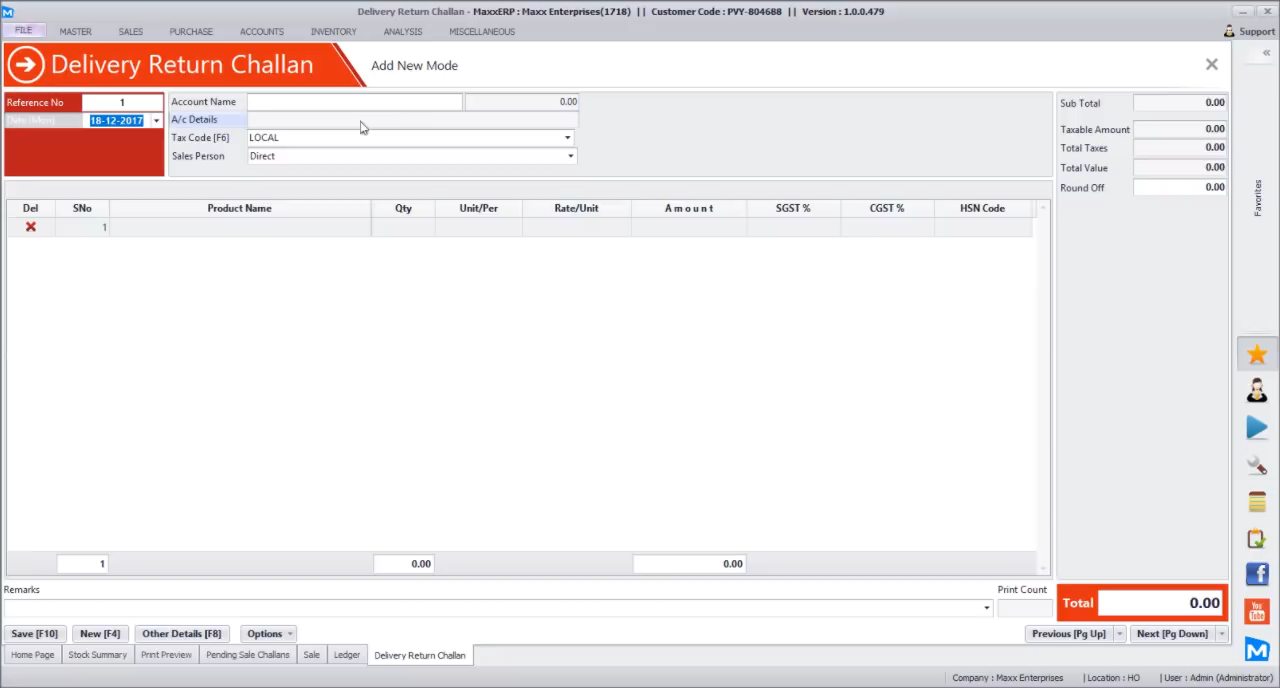 Delivery Return Challan - MaxxERP : Maxx Enterprises(1718) || Customer Code : PVY-804688 || Version : 1.0.0.479
FILE MASTER SALES PURCHASE ACCOUNTS INVENTORY ANALYSIS MISCELLANEOUS Support
Delivery Return Challan Add New Mode
Reference No 1 Account Name 0.00 Sub Total 0.00
Date (Mon) 18-12-2017 A/c Details Taxable Amount 0.00
Tax Code [F6] LOCAL Total Taxes 0.00
Sales Person Direct Total Value 0.00
Round Off 0.00
Favorites
Del SNo Product Name Qty Unit/Per Rate/Unit A m o u n t SGST % CGST % HSN Code
1
1 0.00 0.00
Remarks Print Count
Total 0.00
You
Tube
Save [F10] New [F4] Other Details [F8] Options Previous [Pg Up] Next [Pg Down]
Home Page Stock Summary Print Preview Pending Sale Challans Sale Ledger Delivery Return Challan
Company : Maxx Enterprises | Location : HO | User : Admin (Administrator)